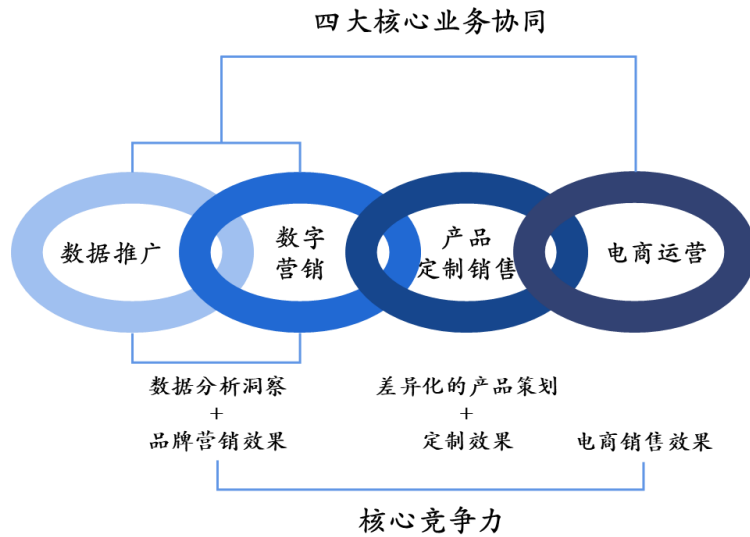 四大核心业务协同
数据推广
数字
营销
产品
定制销售
电商运营
数据分析洞察
+
品牌营销效果
差异化的产品策划
+
定制效果
电商销售效果
核心竞争力